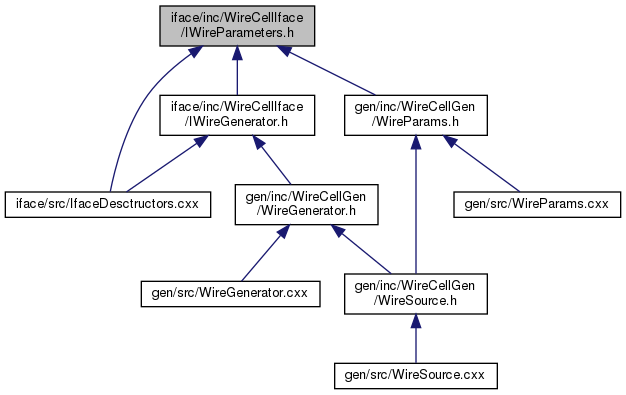 iface/inc/WireCellIface
/IWireParameters.h
iface/inc/WireCellIface
/IWireGenerator.h
gen/inc/WireCellGen
/WireParams.h
iface/src/IfaceDesctructors.cxx
gen/inc/WireCellGen
/WireGenerator.h
gen/src/WireParams.cxx
gen/src/WireGenerator.cxx
gen/inc/WireCellGen
/WireSource.h
gen/src/WireSource.cxx